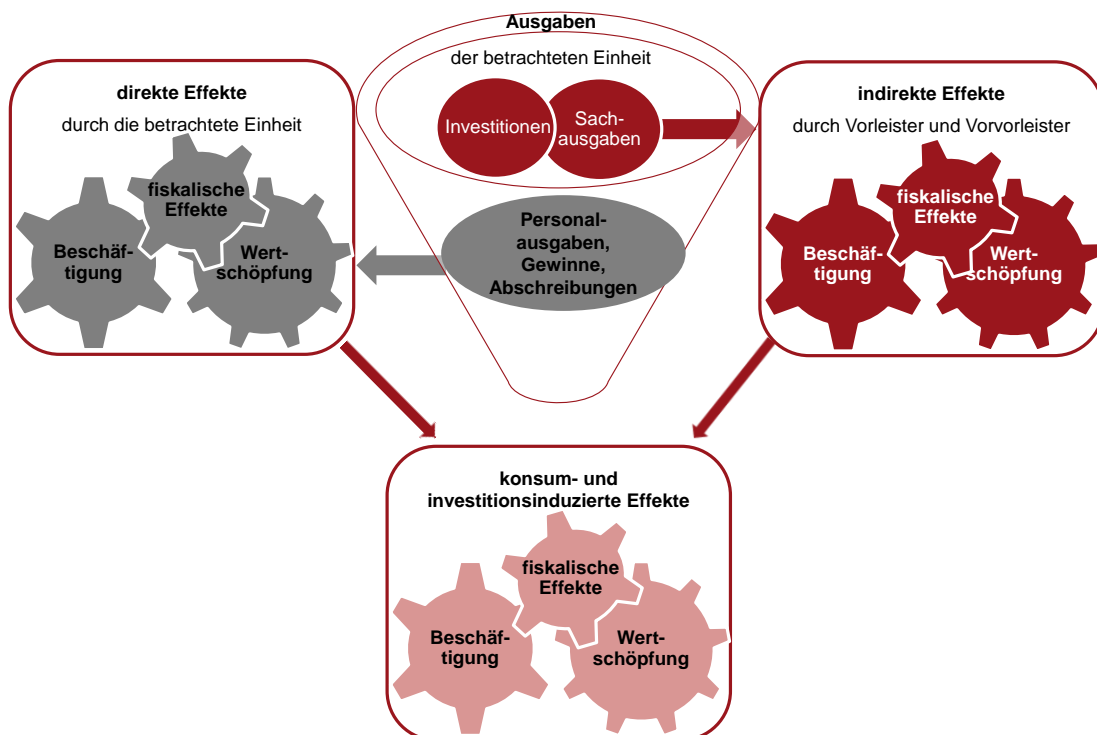 Ausgaben
der betrachteten Einheit
Investitionen
Sach-
ausgaben
Personal-
ausgaben,
Gewinne,
Abschreibungen
direkte Effekte
durch die betrachtete Einheit
fiskalische
Effekte
Beschäf-
tigung
Wert-
schöpfung
indirekte Effekte
durch Vorleister und Vorvorleister
fiskalische
Effekte
Beschäf-
tigung
Wert-
schöpfung
konsum- und
investitionsinduzierte Effekte
fiskalische
Effekte
Beschäf-
tigung
Wert-
schöpfung